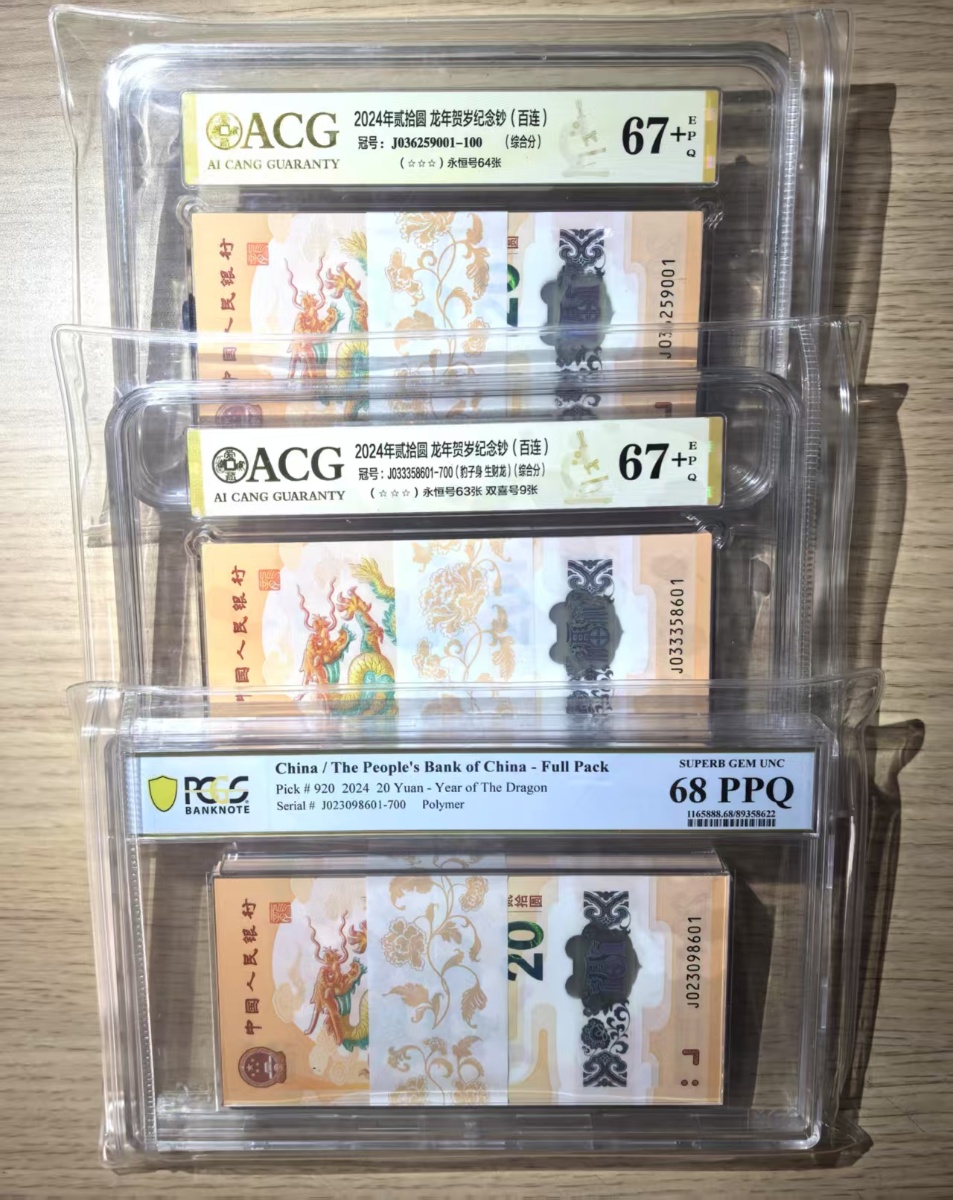 ACG
AI CANG GUARANTY
2024年贰拾圆 龙年贺岁纪念钞（百连）
冠号：J036259001-100 （综合分）
（☆☆☆）永恒号64张
67+
EPQ
中国人民银行
J036259001
ACG
AI CANG GUARANTY
2024年贰拾圆 龙年贺岁纪念钞（百连）
冠号：J033358601-700（豹子身 生财龙）（综合分）
（☆☆☆）永恒号63张 双喜号9张
67+
EPQ
中国人民银行
J033358601
PCGS
BANKNOTE
China / The People's Bank of China - Full Pack
Pick # 920 2024 20 Yuan - Year of The Dragon
Serial # J023098601-700 Polymer
SUPERB GEM UNC
68 PPQ
1165888.68/89358622
中国人民银行
贰拾圆
20
J023098601